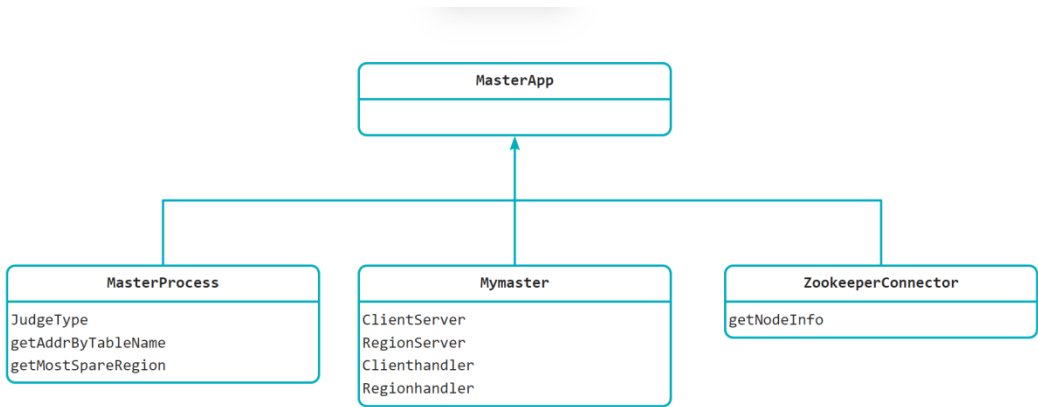 MasterApp
MasterProcess
JudgeType
getAddrByTableName
getMostSpareRegion
Mymaster
ClientServer
RegionServer
Clienthandler
Regionhandler
ZookeeperConnector
getNodeInfo